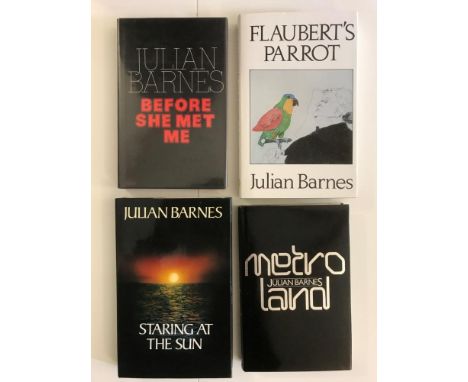 JULIAN
BARNES
BEFORE
SHE MET
ME
FLAUBERT'S
PARROT
Julian Barnes
JULIAN BARNES
STARING AT
THE SUN
metro
JULIAN BARNES
land